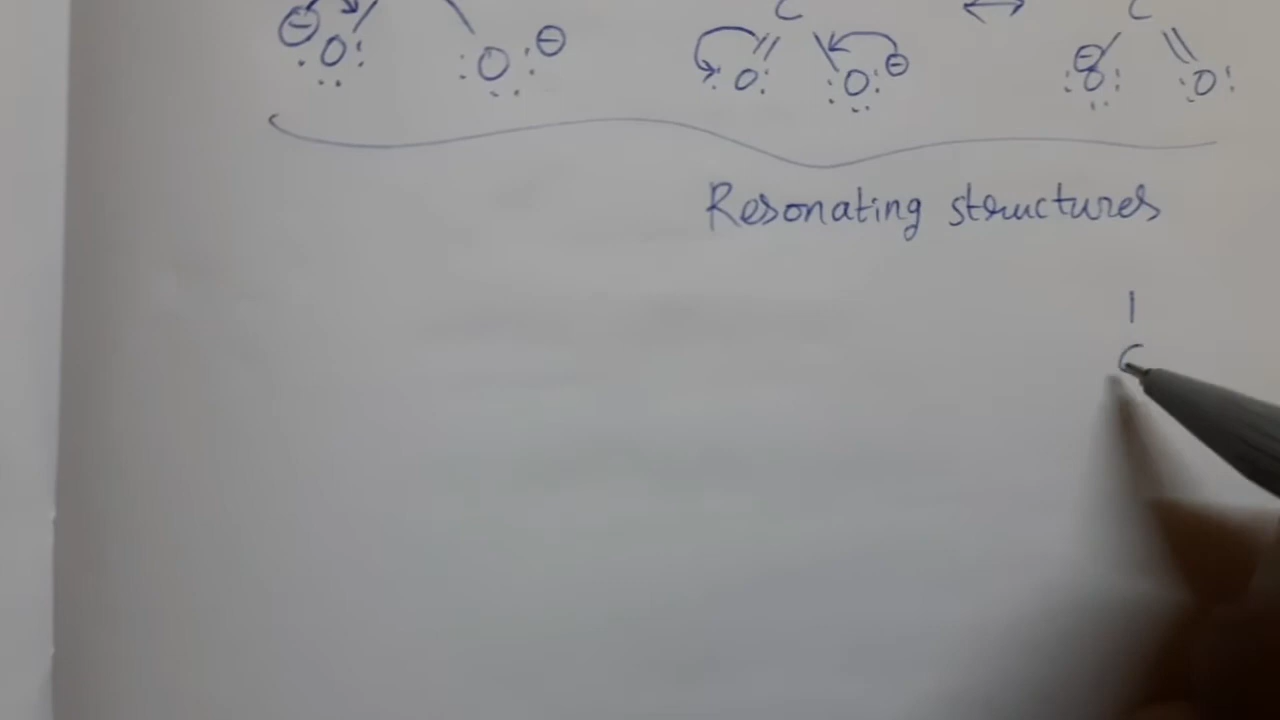 C C
⊖ O O ⊖ O O ⊖ ⊖ O O
Resonating structures
C